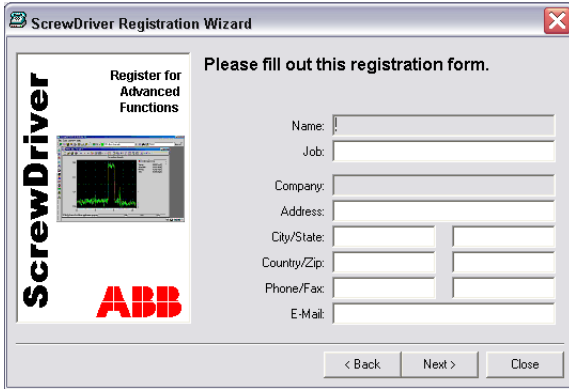 ScrewDriver Registration Wizard
ScrewDriver
Register for
Advanced
Functions
ABB
Please fill out this registration form.
Name:
Job:
Company:
Address:
City/State:
Country/Zip:
Phone/Fax:
E-Mail:
< Back
Next >
Close